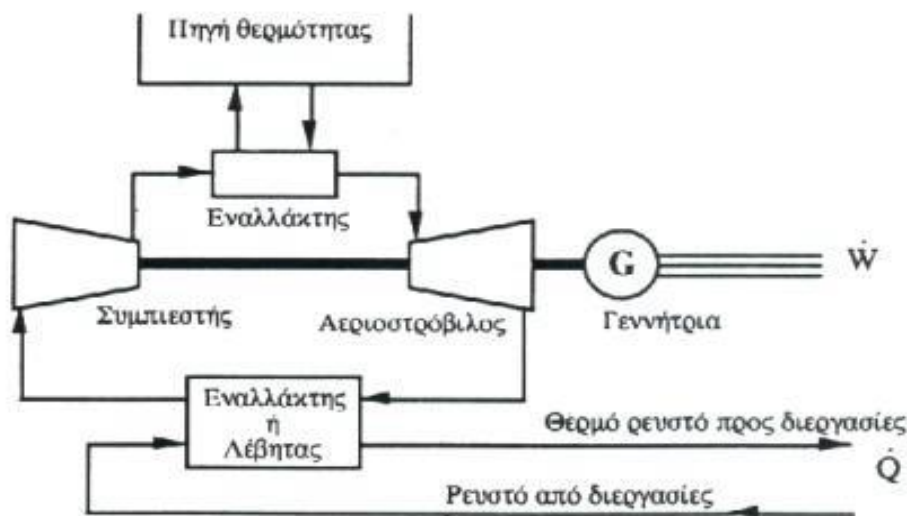 Πηγή θερμότητας
Εναλλάκτης
G
Ẇ
Συμπιεστής
Αεριοστρόβιλος
Γεννήτρια
Εναλλάκτης
ή
Λέβητας
Θερμό ρευστό προς διεργασίες
Q̇
Ρευστό από διεργασίες